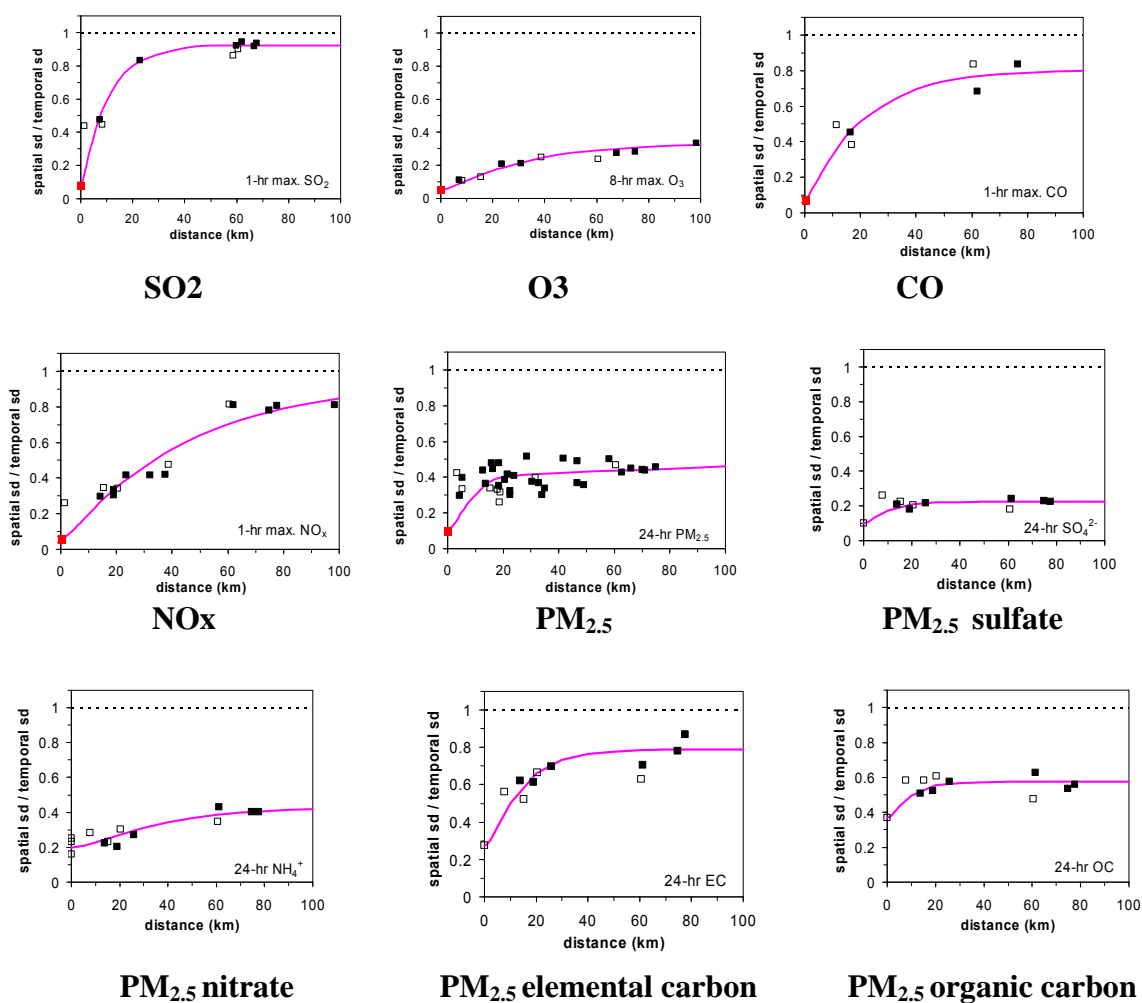 spatial sd / temporal sd
1
0.8
0.6
0.4
0.2
0
0 20 40 60 80 100
distance (km)
1-hr max. SO₂
SO2
spatial sd / temporal sd
1
0.8
0.6
0.4
0.2
0
0 20 40 60 80 100
distance (km)
8-hr max. O₃
O3
spatial sd / temporal sd
1
0.8
0.6
0.4
0.2
0
0 20 40 60 80 100
distance (km)
1-hr max. CO
CO
spatial sd / temporal sd
1
0.8
0.6
0.4
0.2
0
0 20 40 60 80 100
distance (km)
1-hr max. NOₓ
NOx
spatial sd / temporal sd
1
0.8
0.6
0.4
0.2
0
0 20 40 60 80 100
distance (km)
24-hr PM₂.₅
PM₂.₅
spatial sd / temporal sd
1
0.8
0.6
0.4
0.2
0
0 20 40 60 80 100
distance (km)
24-hr SO₄²⁻
PM₂.₅ sulfate
spatial sd / temporal sd
1
0.8
0.6
0.4
0.2
0
0 20 40 60 80 100
distance (km)
24-hr NH₄⁺
PM₂.₅ nitrate
spatial sd / temporal sd
1
0.8
0.6
0.4
0.2
0
0 20 40 60 80 100
distance (km)
24-hr EC
PM₂.₅ elemental carbon
spatial sd / temporal sd
1
0.8
0.6
0.4
0.2
0
0 20 40 60 80 100
distance (km)
24-hr OC
PM₂.₅ organic carbon